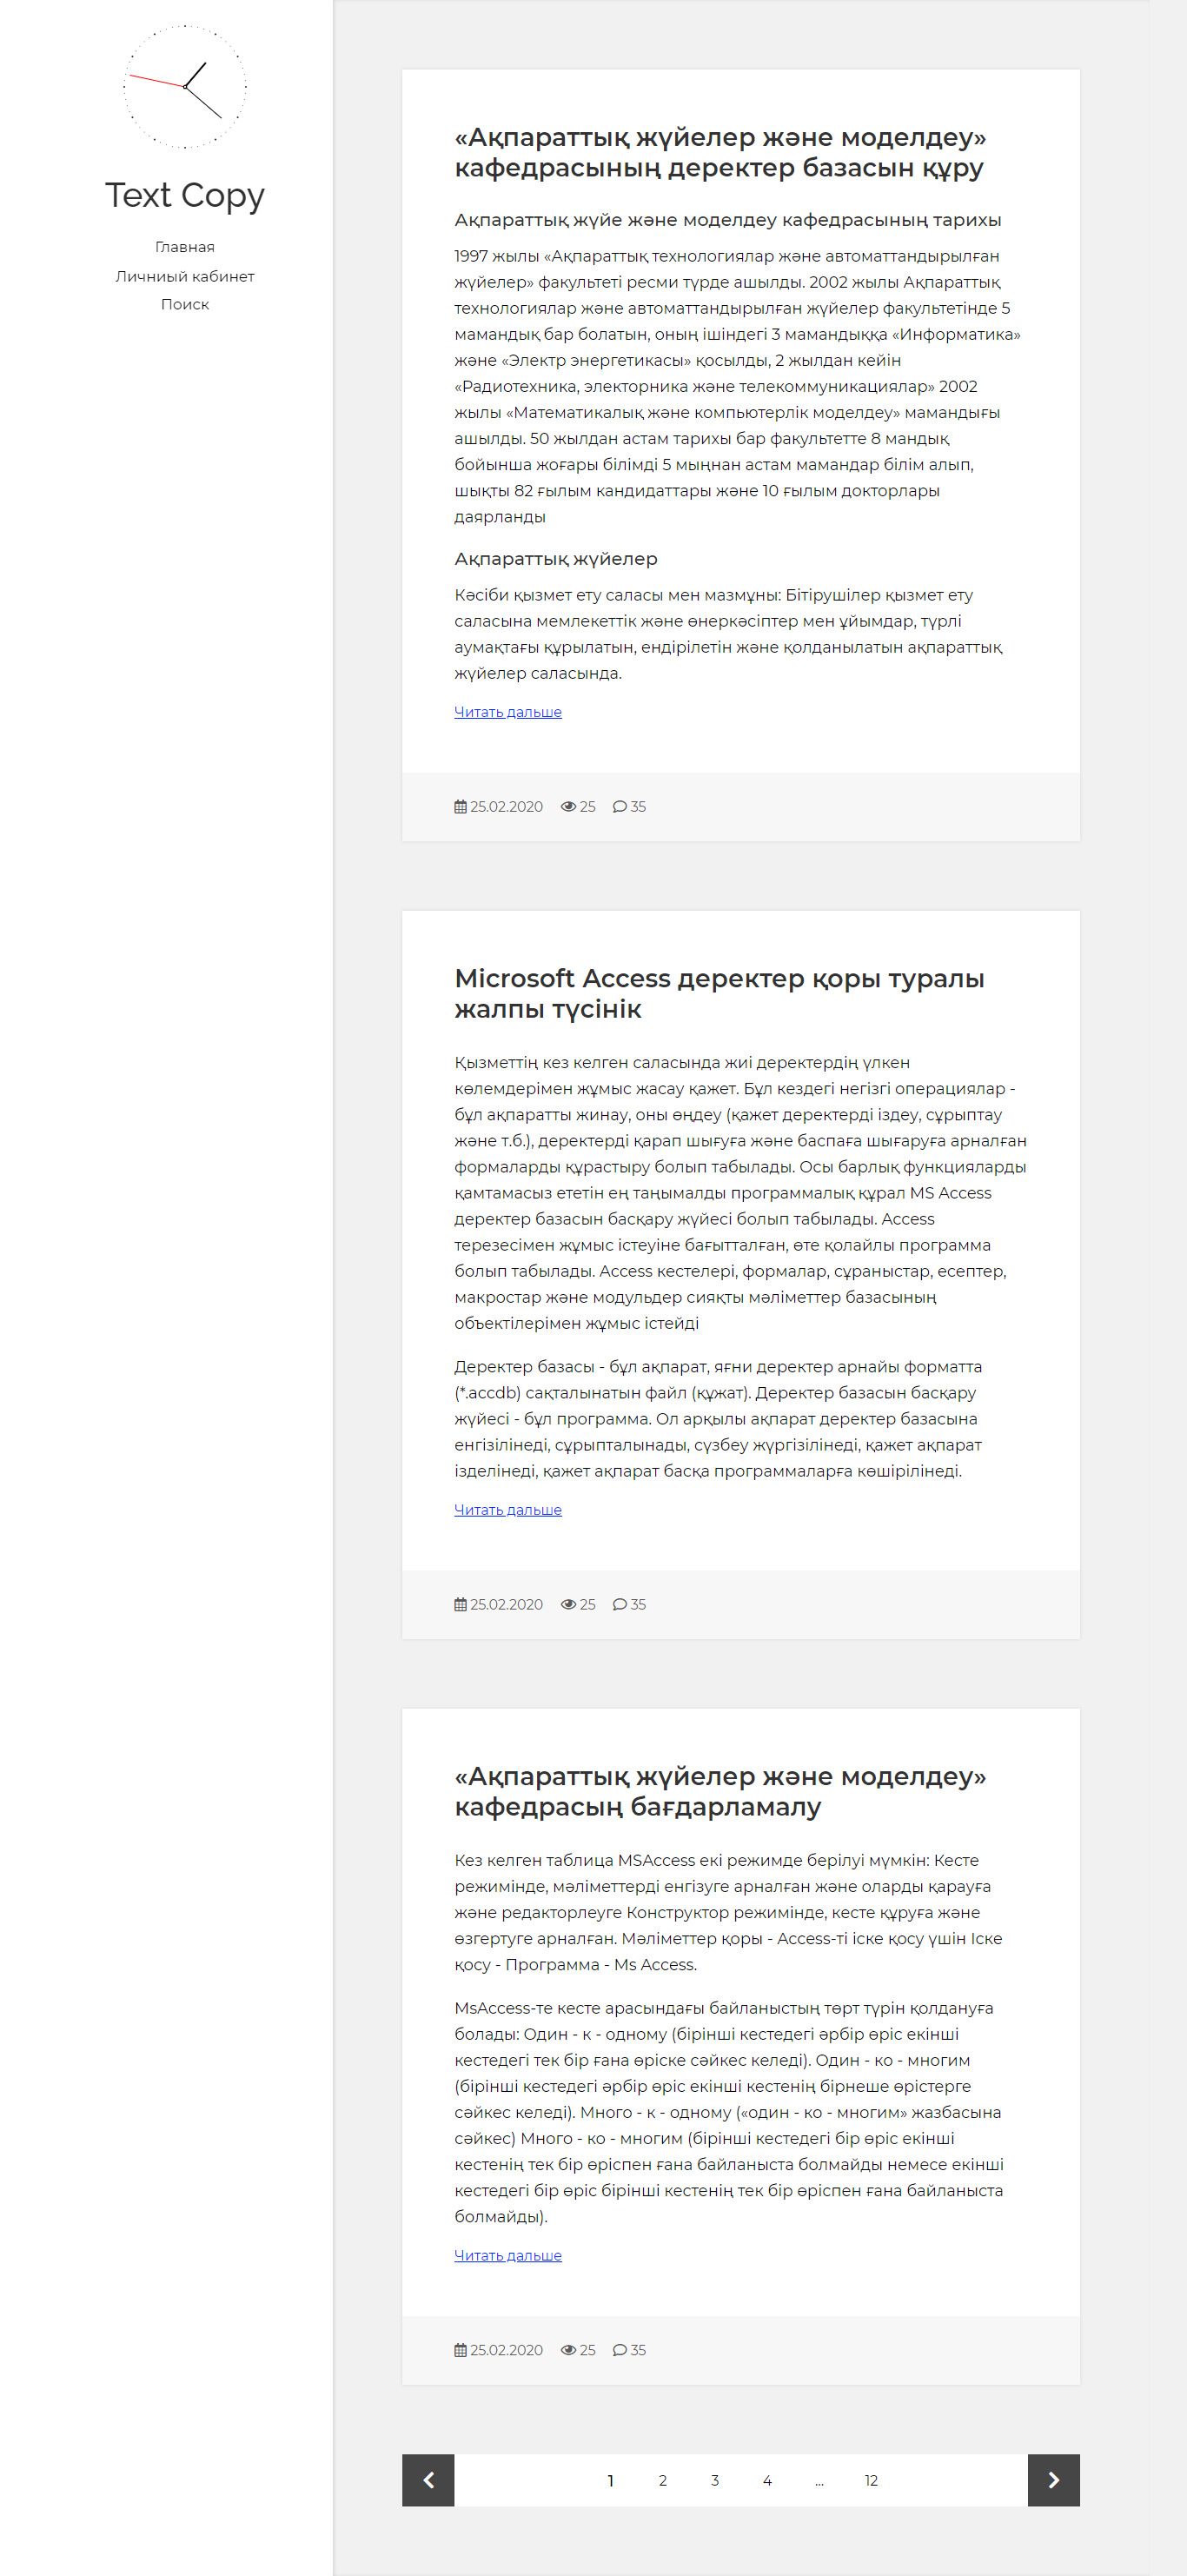 Text Copy
Главная
Личниый кабинет
Поиск
«Ақпараттық жүйелер және моделдеу»
кафедрасының деректер базасын құру
Ақпараттық жүйе және моделдеу кафедрасының тарихы
1997 жылы «Ақпараттық технологиялар және автоматтандырылған
жүйелер» факультеті ресми түрде ашылды. 2002 жылы Ақпараттық
технологиялар және автоматтандырылған жүйелер факультетінде 5
мамандық бар болатын, оның ішіндегі 3 мамандыққа «Информатика»
және «Электр энергетикасы» қосылды, 2 жылдан кейін
«Радиотехника, электорника және телекоммуникациялар» 2002
жылы «Математикалық және компьютерлік моделдеу» мамандығы
ашылды. 50 жылдан астам тарихы бар факультетте 8 мандық
бойынша жоғары білімді 5 мыңнан астам мамандар білім алып,
шықты 82 ғылым кандидаттары және 10 ғылым докторлары
даярланды
Ақпараттық жүйелер
Кәсіби қызмет ету саласы мен мазмұны: Бітірушілер қызмет ету
саласына мемлекеттік және өнеркәсіптер мен ұйымдар, түрлі
аумақтағы құрылатын, ендірілетін және қолданылатын ақпараттық
жүйелер саласында.
Читать дальше
25.02.2020 25 35
Microsoft Access деректер қоры туралы
жалпы түсінік
Қызметтің кез келген саласында жиі деректердің үлкен
көлемдерімен жұмыс жасау қажет. Бұл кездегі негізгі операциялар -
бұл ақпаратты жинау, оны өңдеу (қажет деректерді іздеу, сұрыптау
және т.б.), деректерді қарап шығуға және баспаға шығаруға арналған
формаларды құрастыру болып табылады. Осы барлық функцияларды
қамтамасыз ететін ең таңымалды программалық құрал MS Access
деректер базасын басқару жүйесі болып табылады. Access
терезесімен жұмыс істеуіне бағытталған, өте қолайлы программа
болып табылады. Access кестелері, формалар, сұраныстар, есептер,
макростар және модульдер сияқты мәліметтер базасының
объектілерімен жұмыс істейді
Деректер базасы - бұл ақпарат, яғни деректер арнайы форматта
(*.accdb) сақталынатын файл (құжат). Деректер базасын басқару
жүйесі - бұл программа. Ол арқылы ақпарат деректер базасына
енгізілінеді, сұрыпталынады, сүзбеу жүргізілінеді, қажет ақпарат
ізделінеді, қажет ақпарат басқа программаларға көшірілінеді.
Читать дальше
25.02.2020 25 35
«Ақпараттық жүйелер және моделдеу»
кафедрасың бағдарламалу
Кез келген таблица MSAccess екі режимде берілуі мүмкін: Кесте
режимінде, мәліметтерді енгізуге арналған және оларды қарауға
және редакторлеуге Конструктор режимінде, кесте құруға және
өзгертуге арналған. Мәліметтер қоры - Access-ті іске қосу үшін Іске
қосу - Программа - Ms Access.
MsAccess-те кесте арасындағы байланыстың төрт түрін қолдануға
болады: Один - к - одному (бірінші кестедегі әрбір өріс екінші
кестедегі тек бір ғана өріске сәйкес келеді). Один - ко - многим
(бірінші кестедегі әрбір өріс екінші кестенің бірнеше өрістерге
сәйкес келеді). Много - к - одному («один - ко - многим» жазбасына
сәйкес) Много - ко - многим (бірінші кестедегі бір өріс екінші
кестенің тек бір өріспен ғана байланыста болмайды немесе екінші
кестедегі бір өріс бірінші кестенің тек бір өріспен ғана байланыста
болмайды).
Читать дальше
25.02.2020 25 35
1 2 3 4 ... 12